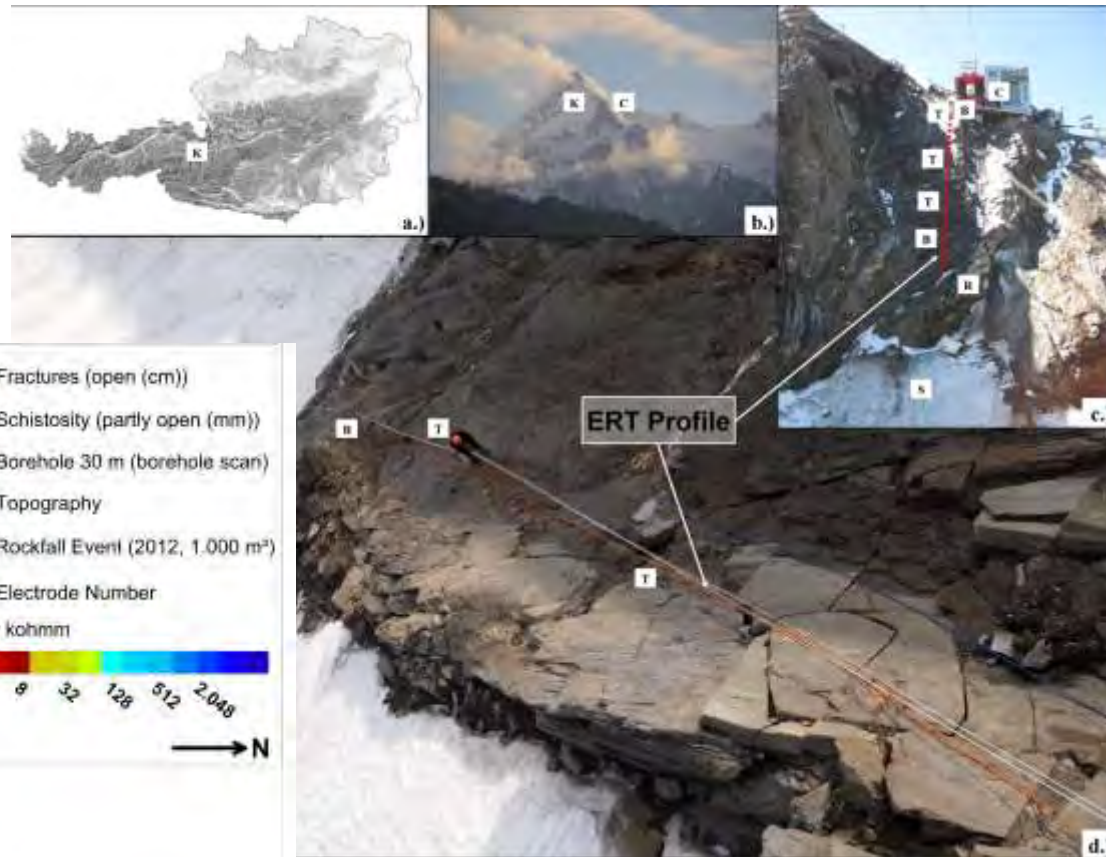 K
a.)
K
C
b.)
B
C
T
B
T
T
B
R
S
c.)
Fractures (open (cm))
Schistosity (partly open (mm))
Borehole 30 m (borehole scan)
Topography
Rockfall Event (2012, 1.000 m³)
Electrode Number
kohmm
8 32 128 512 2.048
N
ERT Profile
B
T
T
d.